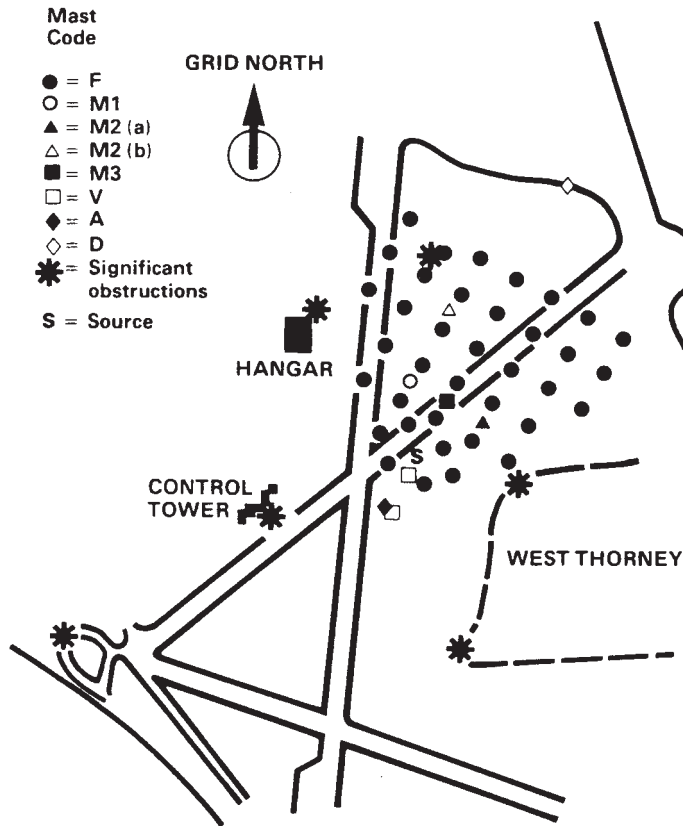 Mast
Code
● = F
○ = M1
▲ = M2 (a)
△ = M2 (b)
■ = M3
□ = V
◆ = A
◇ = D
✷ = Significant
obstructions
S = Source
GRID NORTH
HANGAR
S
CONTROL
TOWER
WEST THORNEY